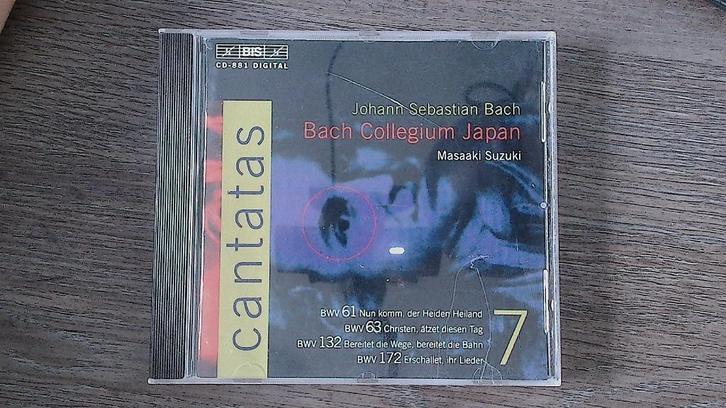 BIS
CD-881 DIGITAL
Johann Sebastian Bach
Bach Collegium Japan
Masaaki Suzuki
cantatas
BWV 61 Nun komm, der Heiden Heiland
BWV 63 Christen, ätzet diesen Tag
BWV 132 Bereitet die Wege, bereitet die Bahn
BWV 172 Erschallet, ihr Lieder
7